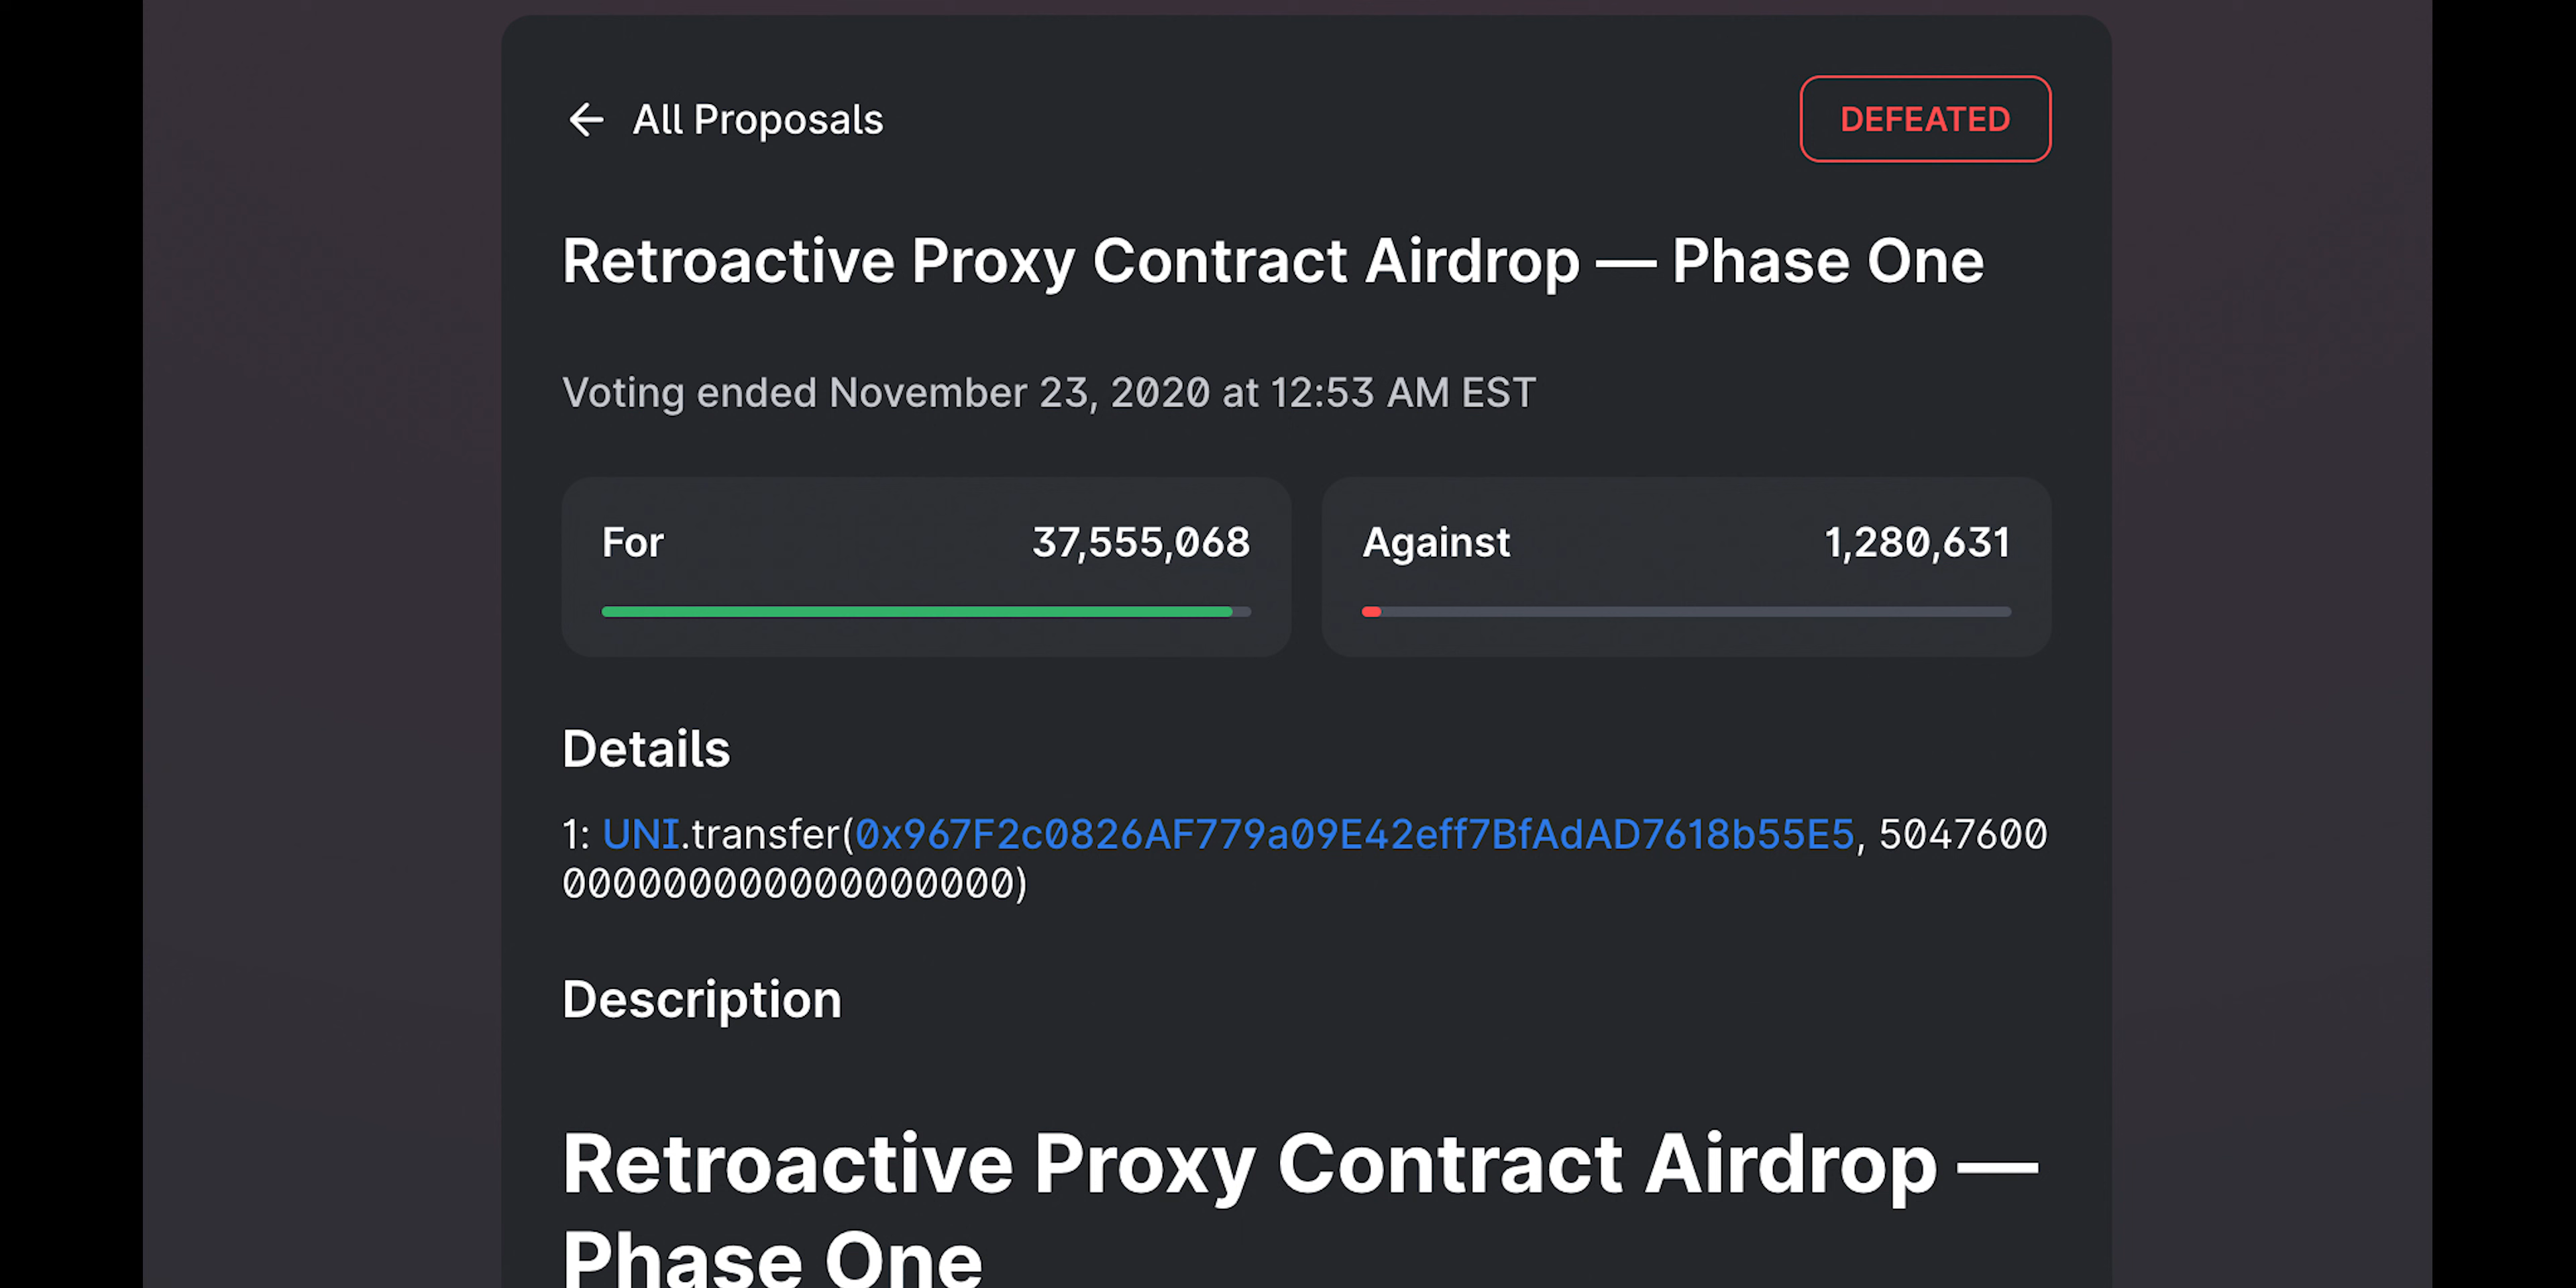 All Proposals
DEFEATED
Retroactive Proxy Contract Airdrop — Phase One
Voting ended November 23, 2020 at 12:53 AM EST
For 37,555,068
Against 1,280,631
Details
1: UNI.transfer(0x967F2c0826AF779a09E42eff7BfAdAD7618b55E5, 5047600
000000000000000000)
Description
Retroactive Proxy Contract Airdrop —
Phase One